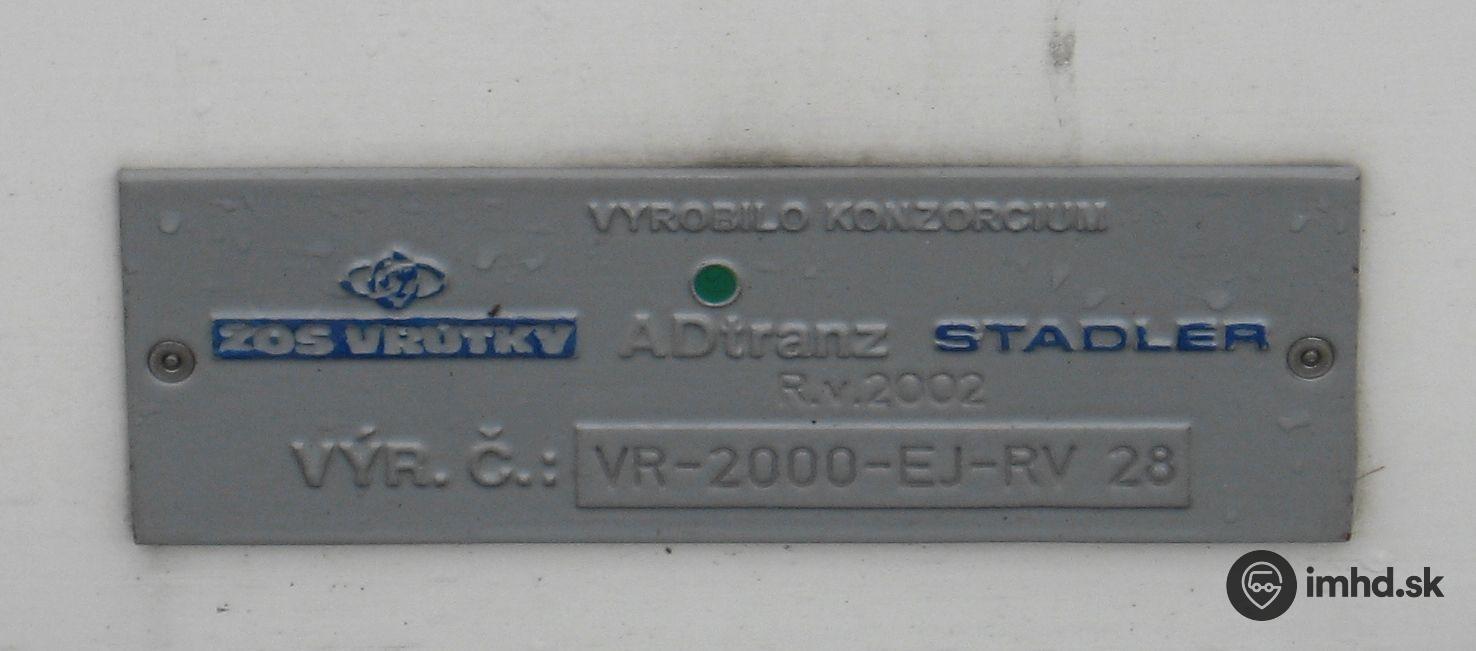 VYROBILO KONZORCIUM
ŽOS VRÚTKY ADtranz STADLER
R.v.2002
VÝR. Č.: VR-2000-EJ-RV 28
imhd.sk